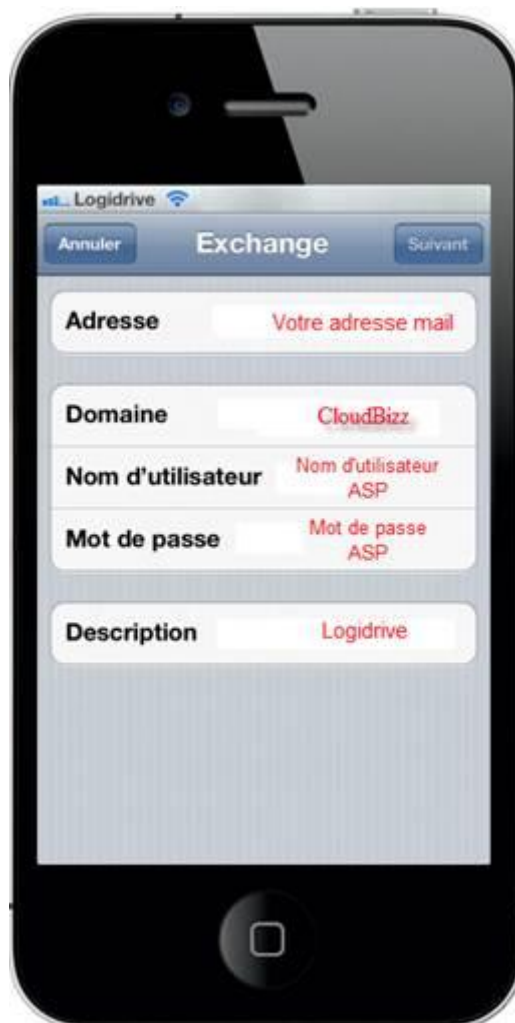 Logidrive
Annuler Exchange Suivant
Adresse Votre adresse mail
Domaine CloudBizz
Nom d'utilisateur Nom d'utilisateur
ASP
Mot de passe Mot de passe
ASP
Description Logidrive